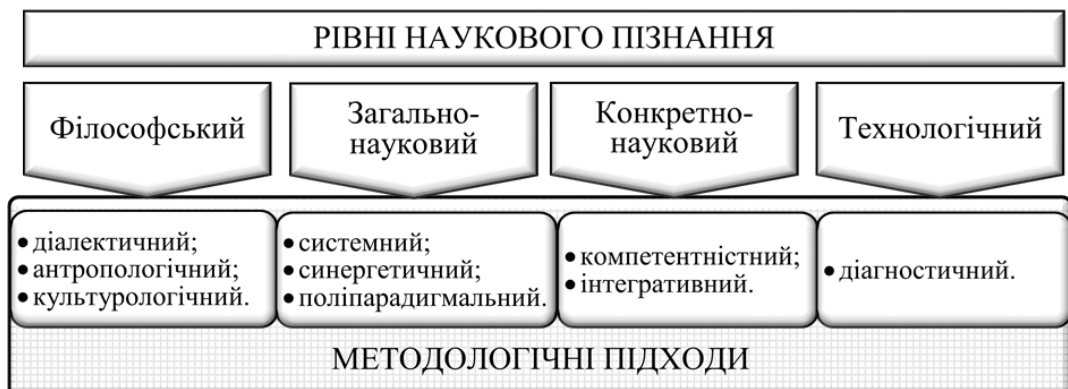 РІВНІ НАУКОВОГО ПІЗНАННЯ
Філософський
Загально-
науковий
Конкретно-
науковий
Технологічний
• діалектичний;
• антропологічний;
• культурологічний.
• системний;
• синергетичний;
• поліпарадигмальний.
• компетентністний;
• інтегративний.
• діагностичний.
МЕТОДОЛОГІЧНІ ПІДХОДИ